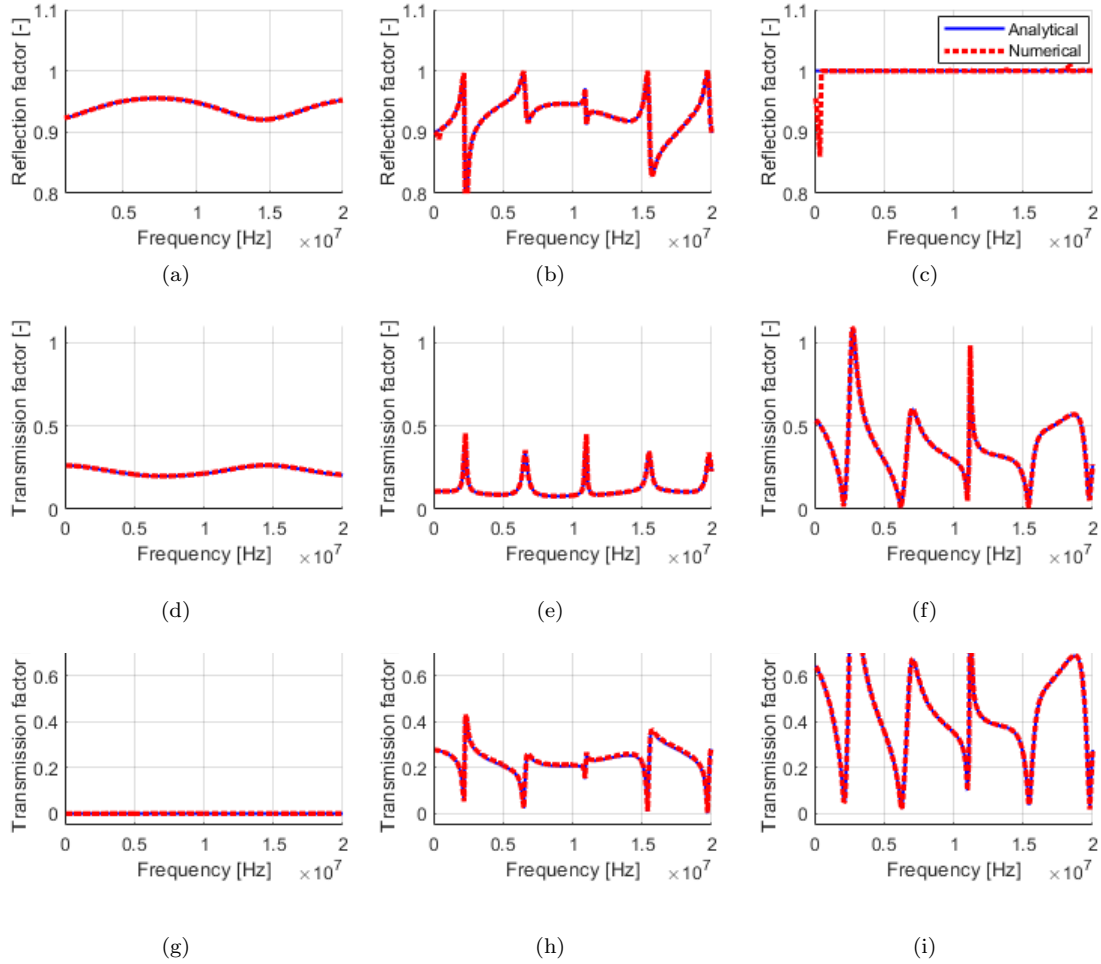 1.1
1
0.9
0.8
Reflection factor [-]
0.5 1 1.5 2
Frequency [Hz] ×10^7
(a)
1.1
1
0.9
0.8
Reflection factor [-]
0 0.5 1 1.5 2
Frequency [Hz] ×10^7
(b)
1.1
1
0.9
0.8
Reflection factor [-]
Analytical
Numerical
0 0.5 1 1.5 2
Frequency [Hz] ×10^7
(c)
1
0.5
0
Transmission factor [-]
0 0.5 1 1.5 2
Frequency [Hz] ×10^7
(d)
1
0.5
0
Transmission factor [-]
0 0.5 1 1.5 2
Frequency [Hz] ×10^7
(e)
1
0.5
0
Transmission factor [-]
0 0.5 1 1.5 2
Frequency [Hz] ×10^7
(f)
0.6
0.4
0.2
0
Transmission factor
0 0.5 1 1.5 2
Frequency [Hz] ×10^7
(g)
0.6
0.4
0.2
0
Transmission factor
0 0.5 1 1.5 2
Frequency [Hz] ×10^7
(h)
0.6
0.4
0.2
0
Transmission factor
0 0.5 1 1.5 2
Frequency [Hz] ×10^7
(i)